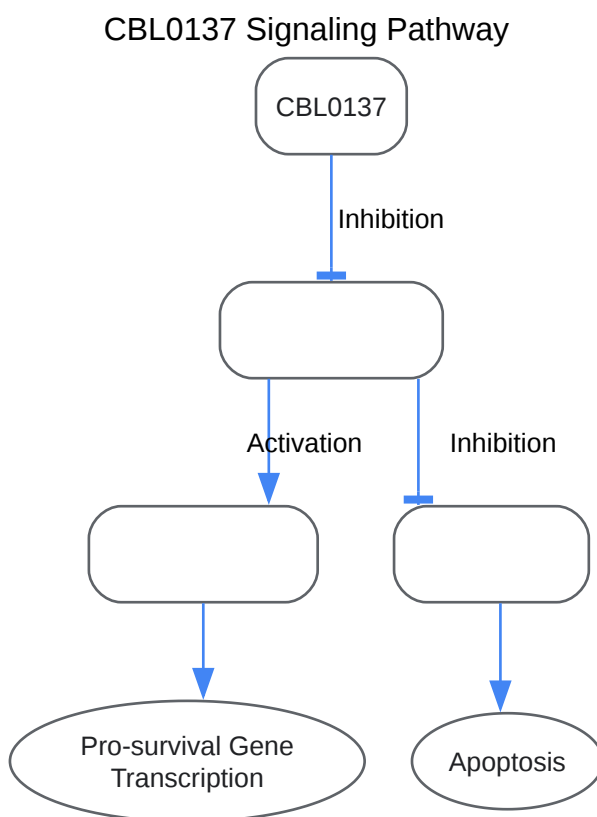 CBL0137 Signaling Pathway
CBL0137
Inhibition
Activation
Inhibition
Pro-survival Gene
Transcription
Apoptosis